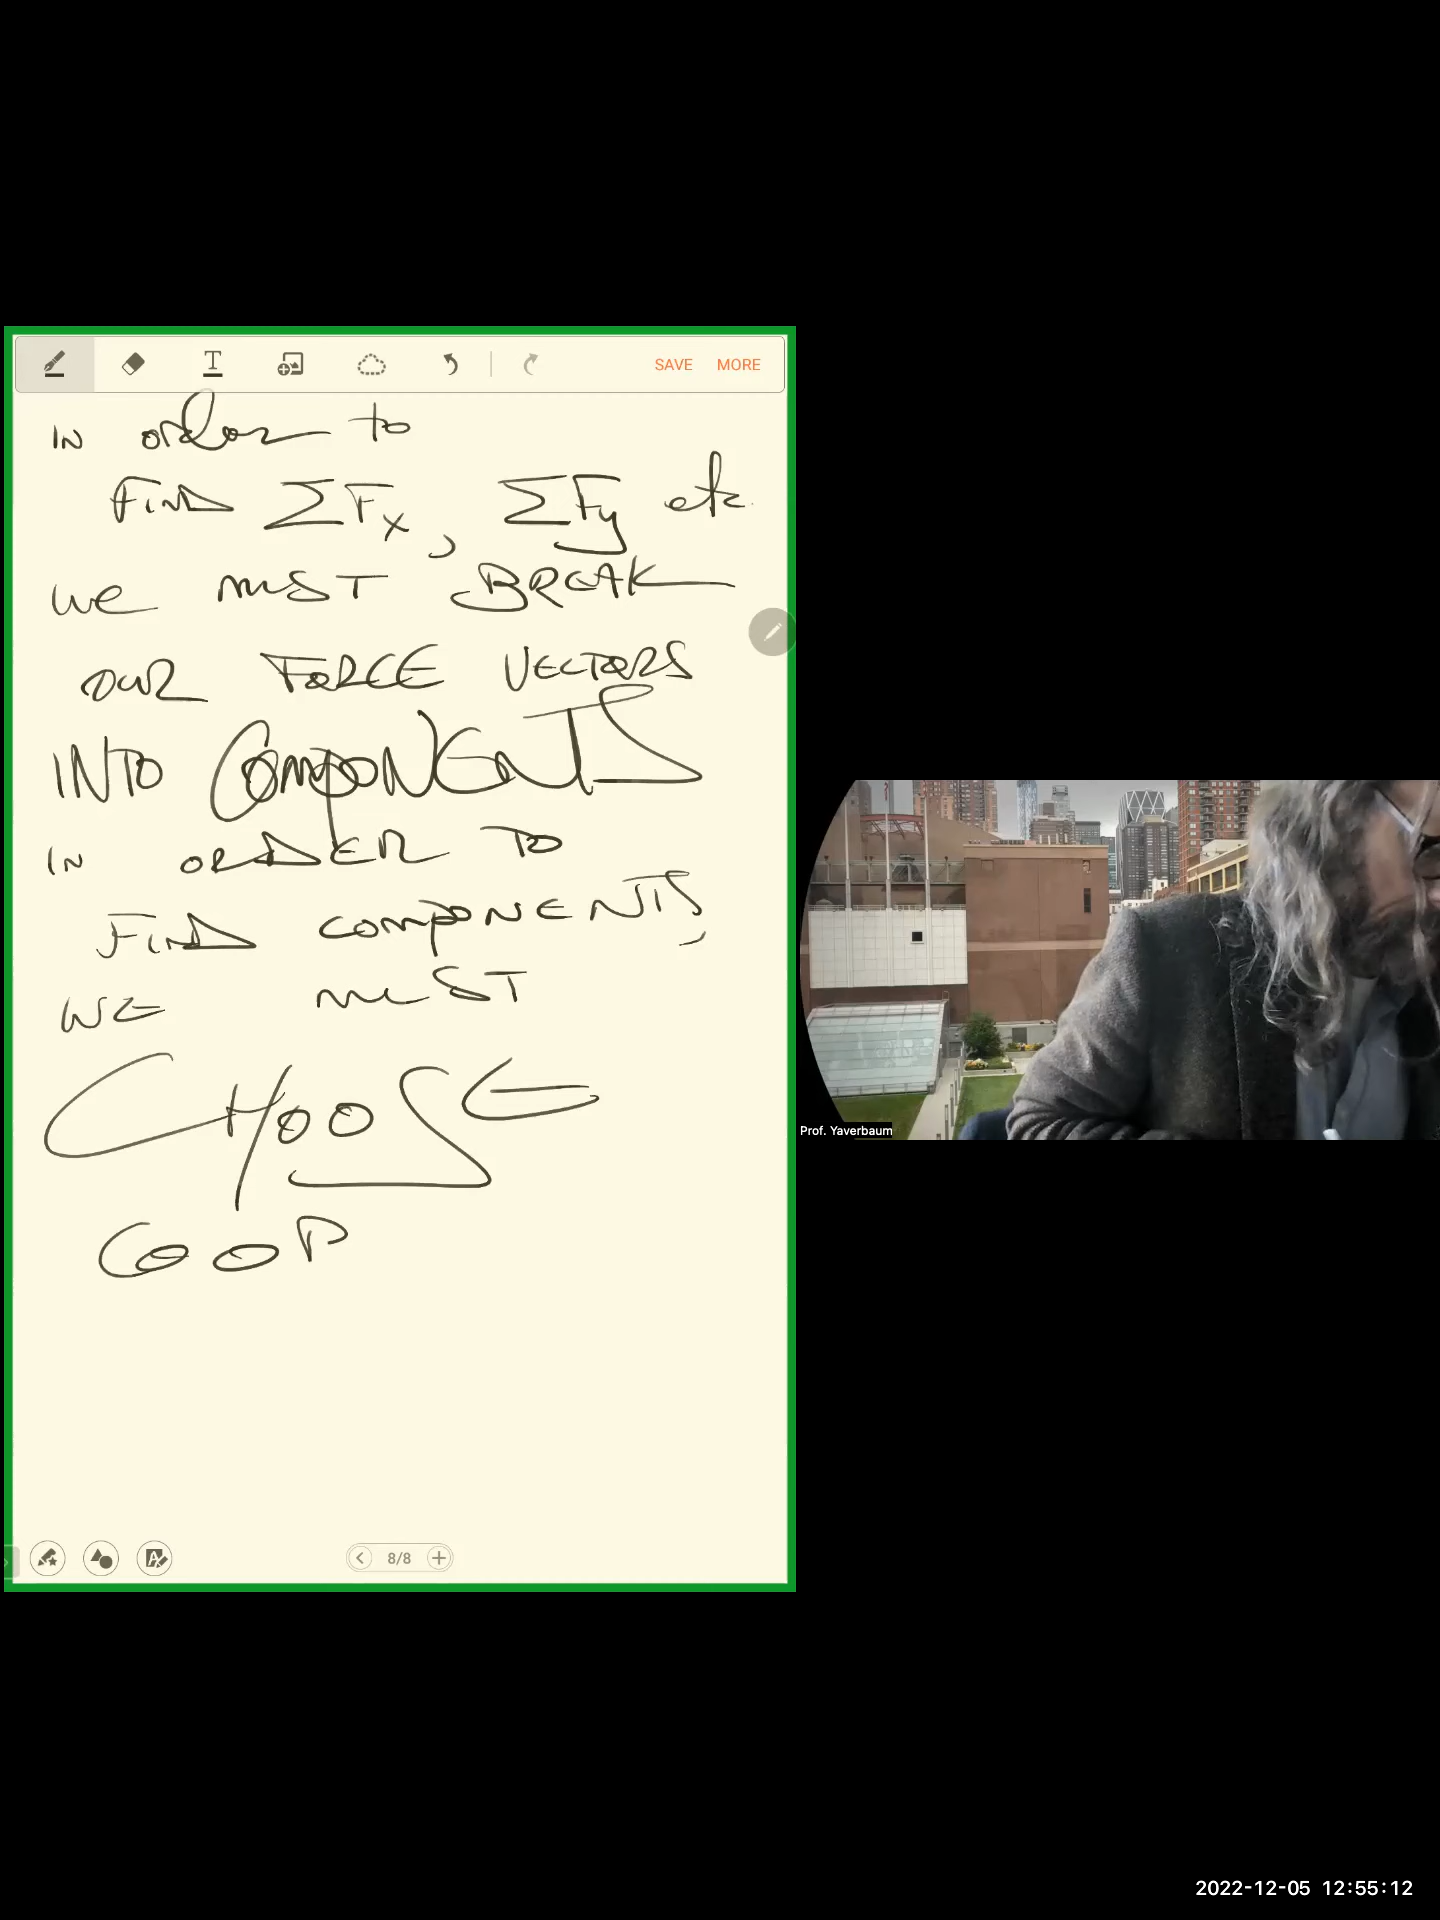 T
SAVE MORE
IN order to
FIND ΣFx, ΣFy etc.
WE MUST BREAK
OUR FORCE VECTORS
INTO COMPONENTS
IN ORDER TO
FIND COMPONENTS,
WE MUST
CHOOSE
COOP
8/8
Prof. Yaverbaum
2022-12-05 12:55:12